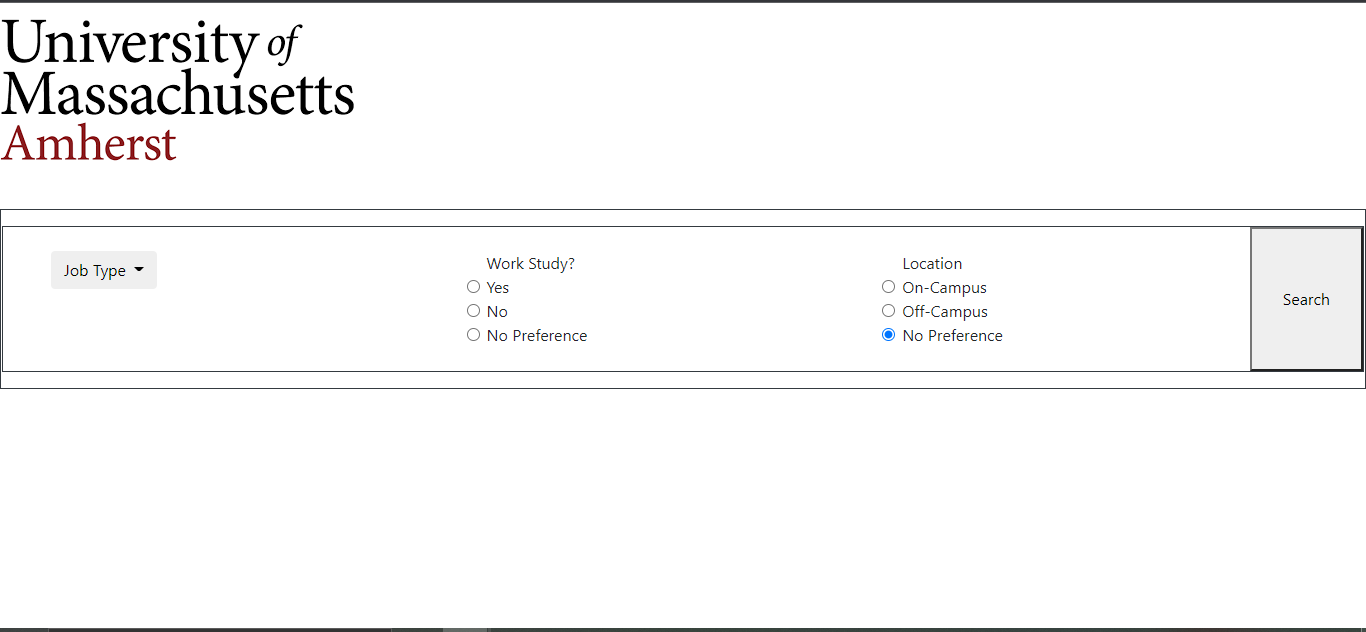 University of
Massachusetts
Amherst
Job Type
Work Study?
Yes
No
No Preference
Location
On-Campus
Off-Campus
No Preference
Search